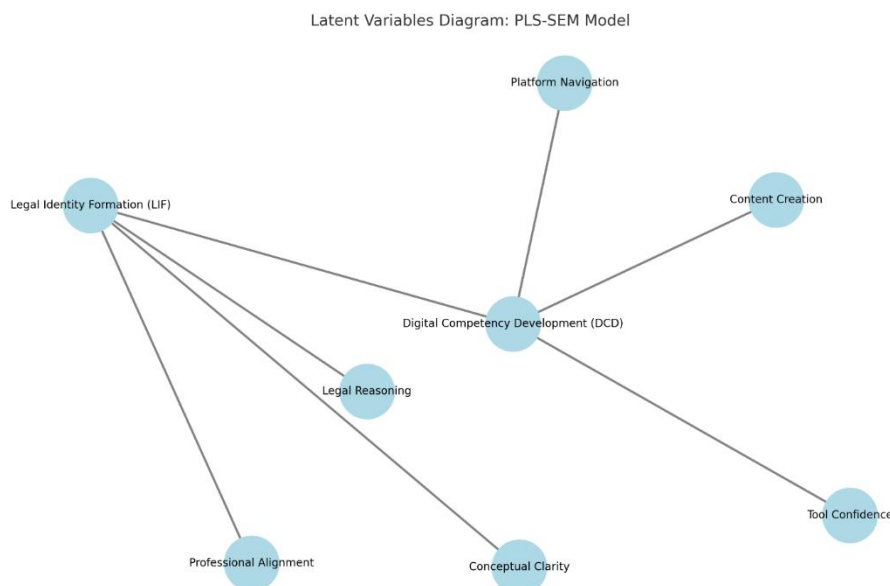 Latent Variables Diagram: PLS-SEM Model
Platform Navigation
Content Creation
Legal Identity Formation (LIF)
Digital Competency Development (DCD)
Legal Reasoning
Tool Confidence
Professional Alignment
Conceptual Clarity